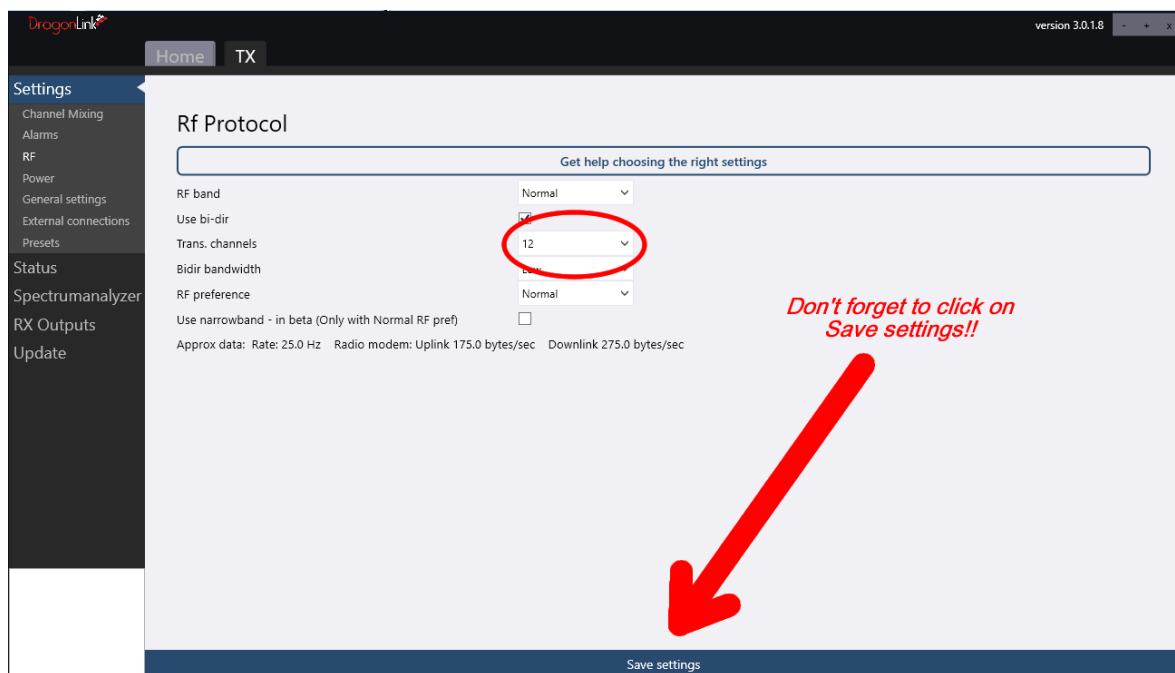 DragonLink
version 3.0.1.8 - + x
Home TX
Settings
Channel Mixing
Alarms
RF
Power
General settings
External connections
Presets
Status
Spectrumanalyzer
RX Outputs
Update
Rf Protocol
Get help choosing the right settings
RF band Normal
Use bi-dir
Trans. channels 12
Bidir bandwidth Low
RF preference Normal
Use narrowband - in beta (Only with Normal RF pref)
Approx data: Rate: 25.0 Hz Radio modem: Uplink 175.0 bytes/sec Downlink 275.0 bytes/sec
Don't forget to click on
Save settings!!
Save settings